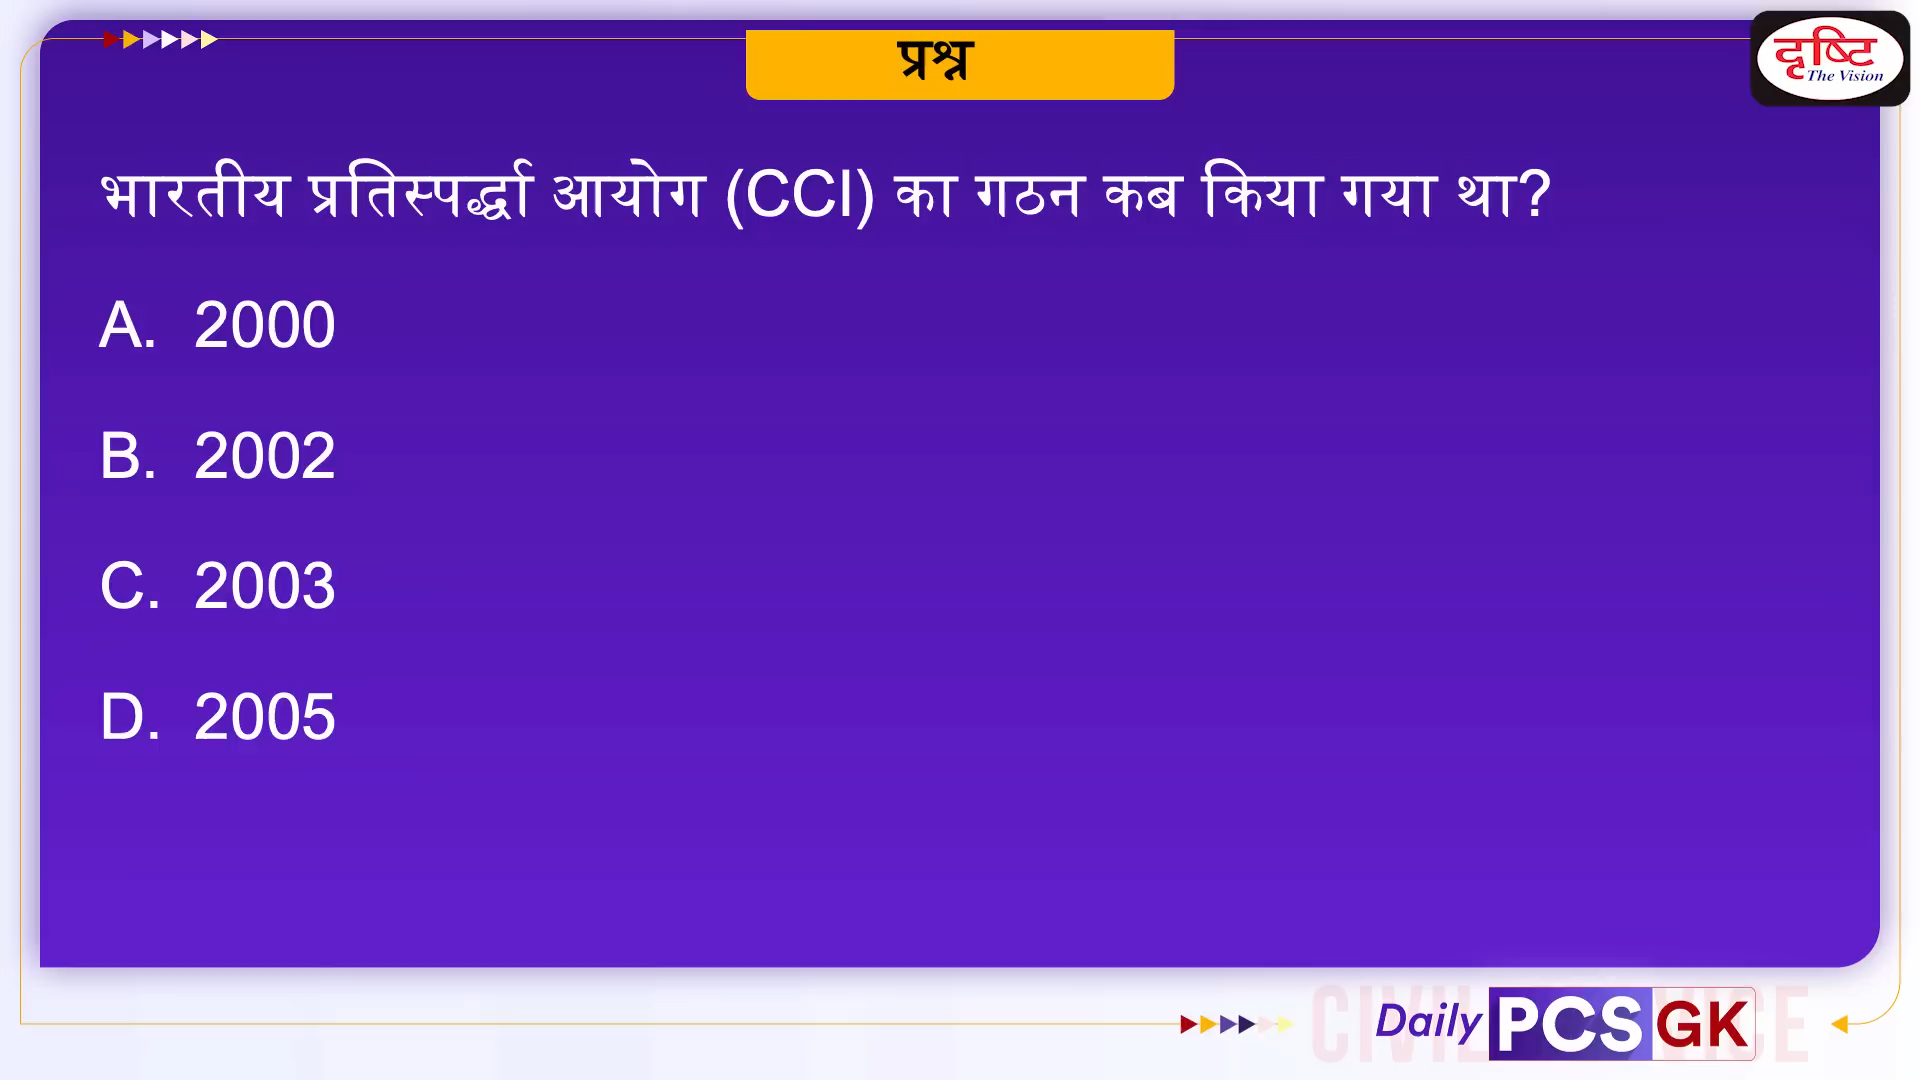 प्रश्न
दृष्टि
The Vision
भारतीय प्रतिस्पर्द्धा आयोग (CCI) का गठन कब किया गया था?
A. 2000
B. 2002
C. 2003
D. 2005
Daily PCS GK